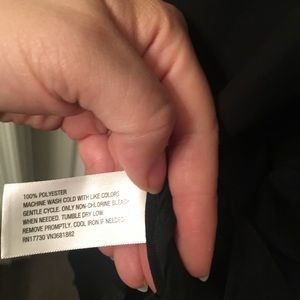 100% POLYESTER
MACHINE WASH COLD WITH LIKE COLORS
GENTLE CYCLE. ONLY NON-CHLORINE BLEACH
WHEN NEEDED. TUMBLE DRY LOW
REMOVE PROMPTLY. COOL IRON IF NEEDED
RN17730 VN3681862